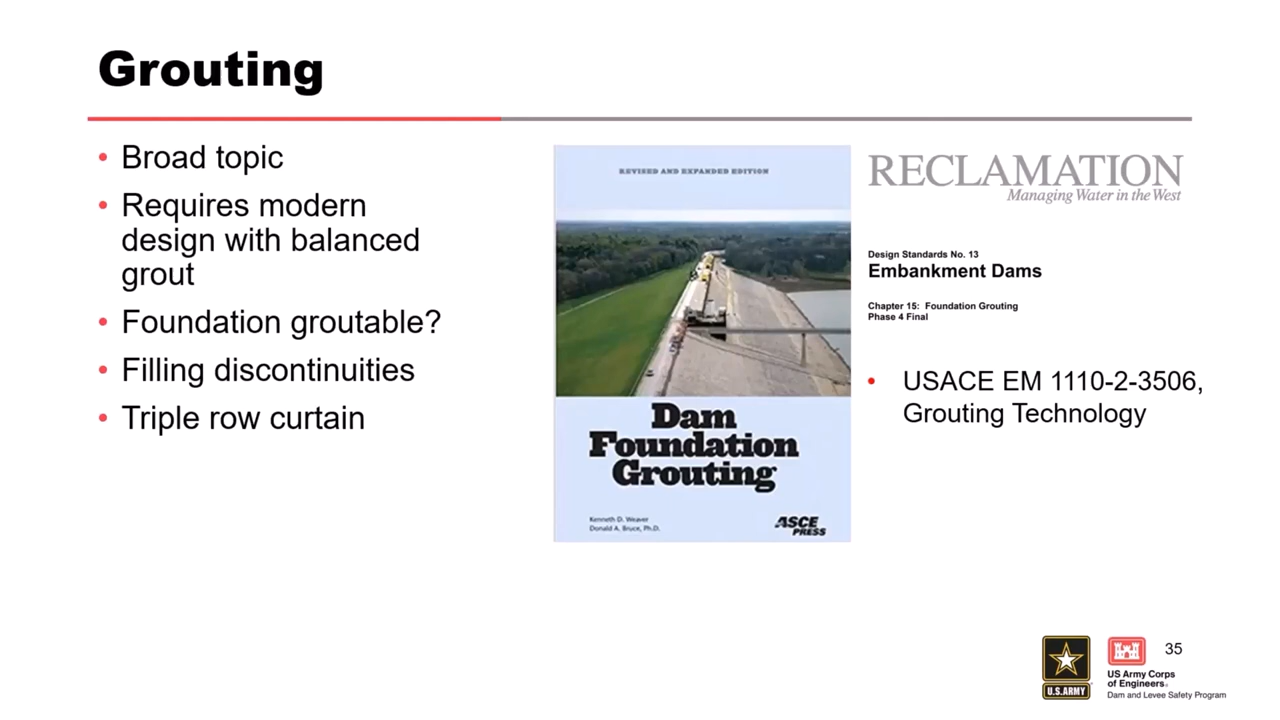 Grouting
• Broad topic
• Requires modern
design with balanced
grout
• Foundation groutable?
• Filling discontinuities
• Triple row curtain
REVISED AND EXPANDED EDITION
Dam
Foundation
Grouting
Kenneth D. Weaver
Donald A. Bruce, Ph.D.
ASCE
PRESS
RECLAMATION
Managing Water in the West
Design Standards No. 13
Embankment Dams
Chapter 15: Foundation Grouting
Phase 4 Final
• USACE EM 1110-2-3506,
Grouting Technology
U.S.ARMY
US Army Corps
of Engineers®
Dam and Levee Safety Program
35